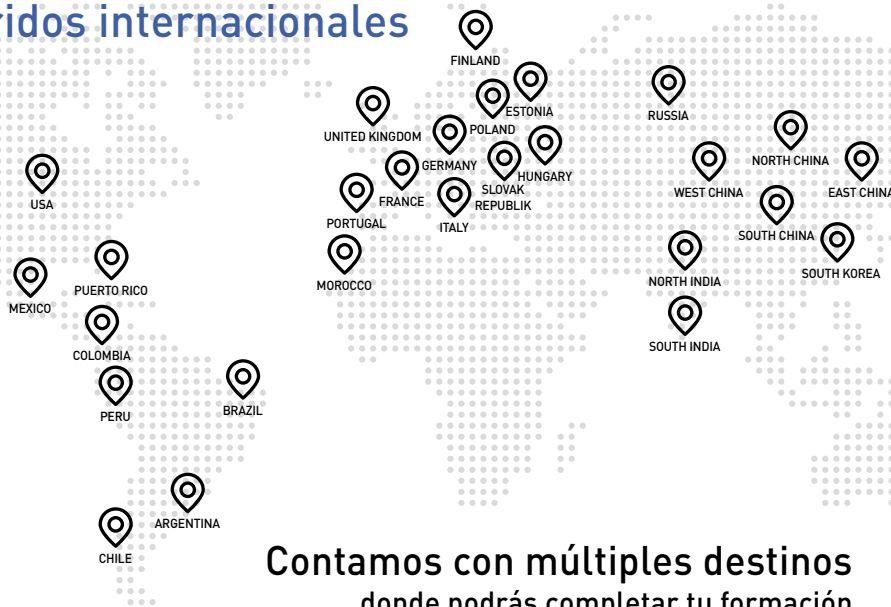 internacionales
FINLAND
ESTONIA
POLAND
RUSSIA
UNITED KINGDOM
GERMANY
NORTH CHINA
HUNGARY
SLOVAK
REPUBLIK
WEST CHINA
EAST CHINA
USA
FRANCE
PORTUGAL
ITALY
SOUTH CHINA
SOUTH KOREA
MOROCCO
NORTH INDIA
PUERTO RICO
MEXICO
COLOMBIA
SOUTH INDIA
PERU
BRAZIL
ARGENTINA
CHILE
Contamos con múltiples destinos
donde podrás completar tu formación